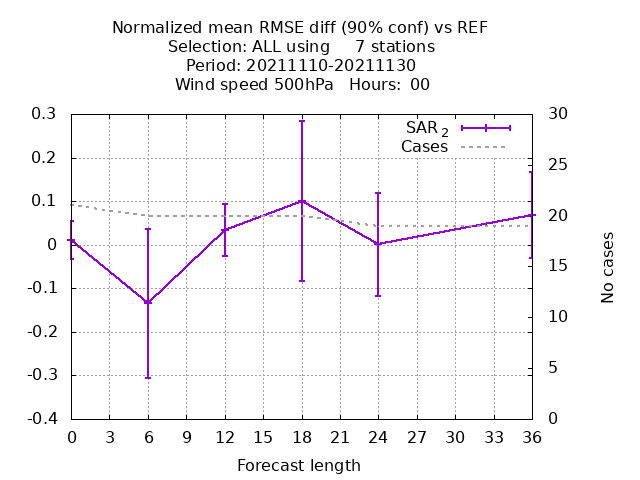 Normalized mean RMSE diff (90% conf) vs REF
Selection: ALL using     7 stations
Period: 20211110-20211130
Wind speed 500hPa   Hours:  00
SAR 2
Cases
0.3
0.2
0.1
0
-0.1
-0.2
-0.3
-0.4
30
25
20
15
10
5
0
No cases
0 3 6 9 12 15 18 21 24 27 30 33 36
Forecast length